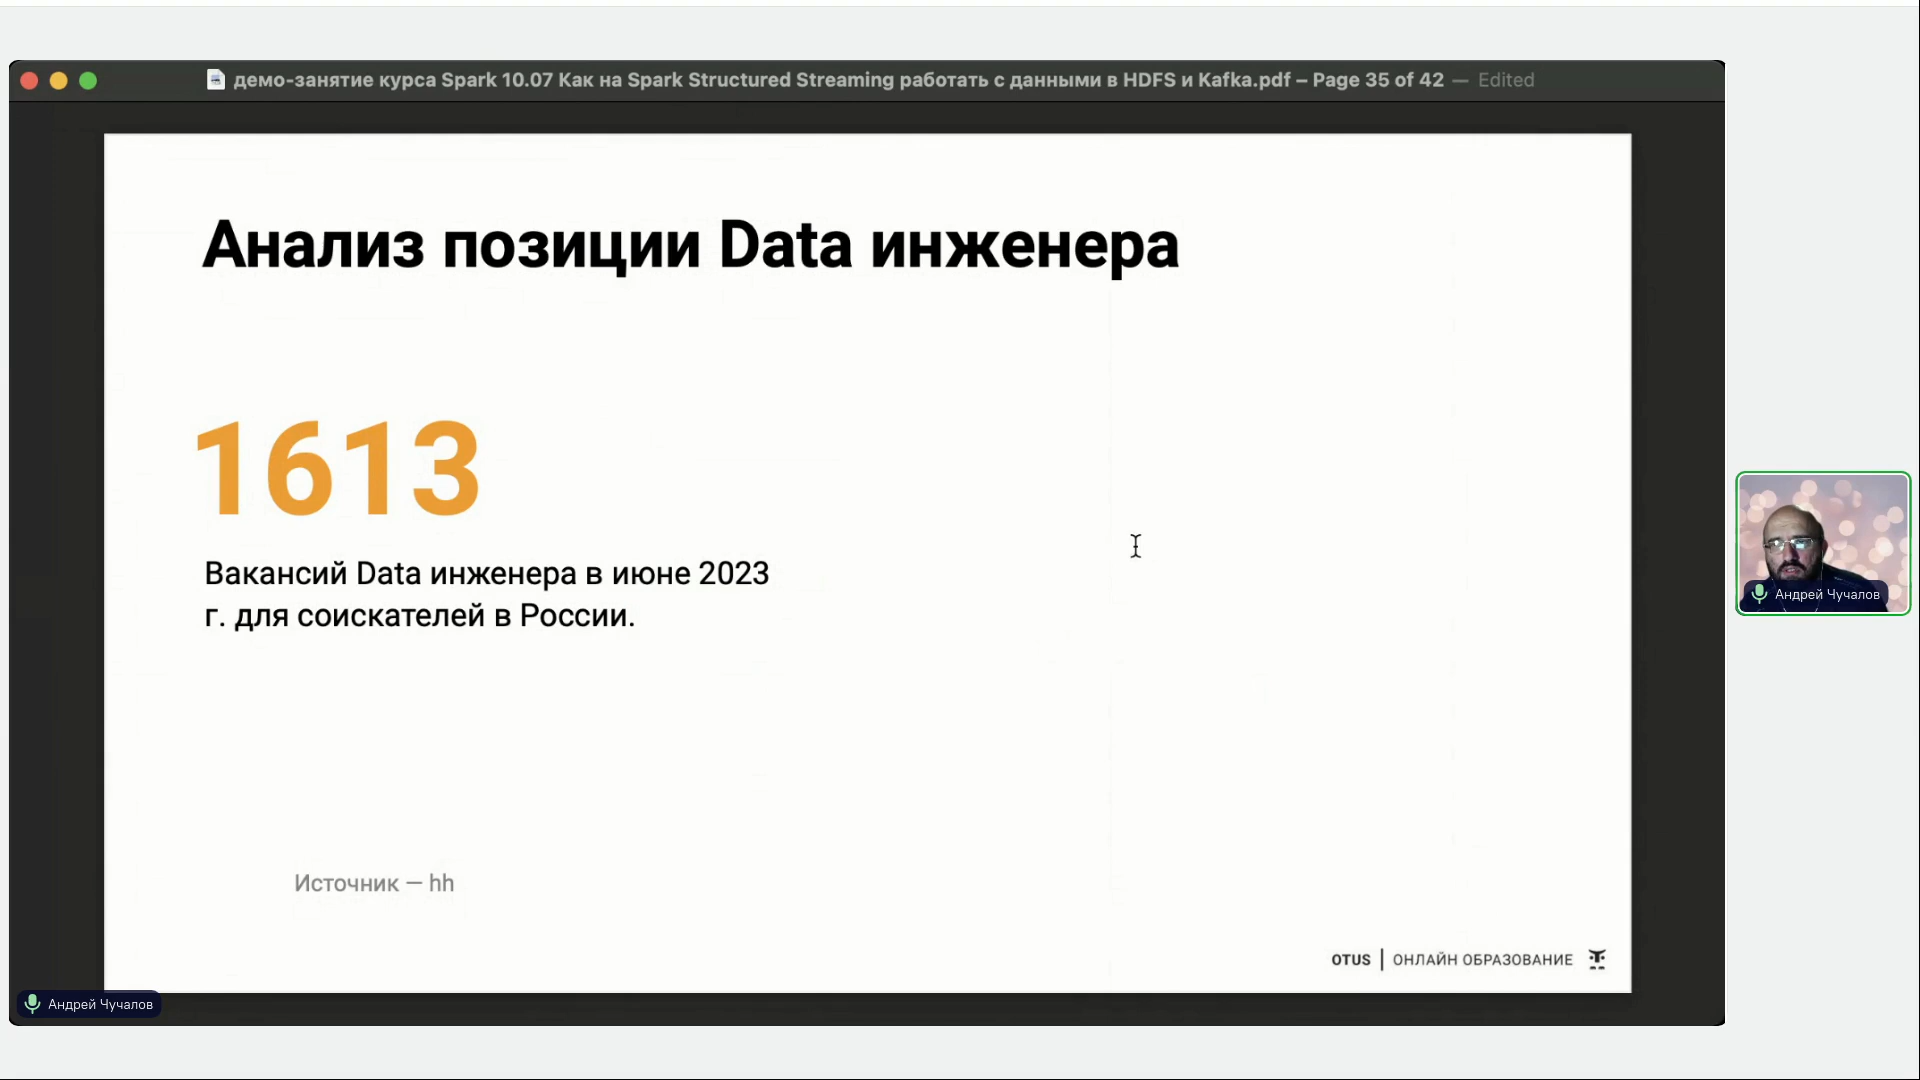 демо-занятие курса Spark 10.07 Как на Spark Structured Streaming работать с данными в HDFS и Kafka.pdf – Page 35 of 42 — Edited
Анализ позиции Data инженера
1613
Вакансий Data инженера в июне 2023
г. для соискателей в России.
Источник — hh
OTUS | ОНЛАЙН ОБРАЗОВАНИЕ
Андрей Чучалов
Андрей Чучалов